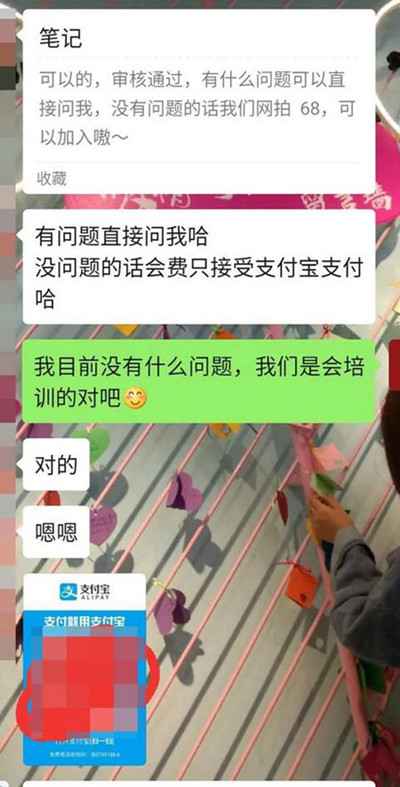 笔记
可以的，审核通过，有什么问题可以直
接问我，没有问题的话我们网拍 68，可
以加入嗷～
收藏
留言墙
有问题直接问我哈
没问题的话会费只接受支付宝支付
哈
我目前没有什么问题，我们是会培
训的对吧
对的
嗯嗯
支付宝
ALIPAY
支付就用支付宝